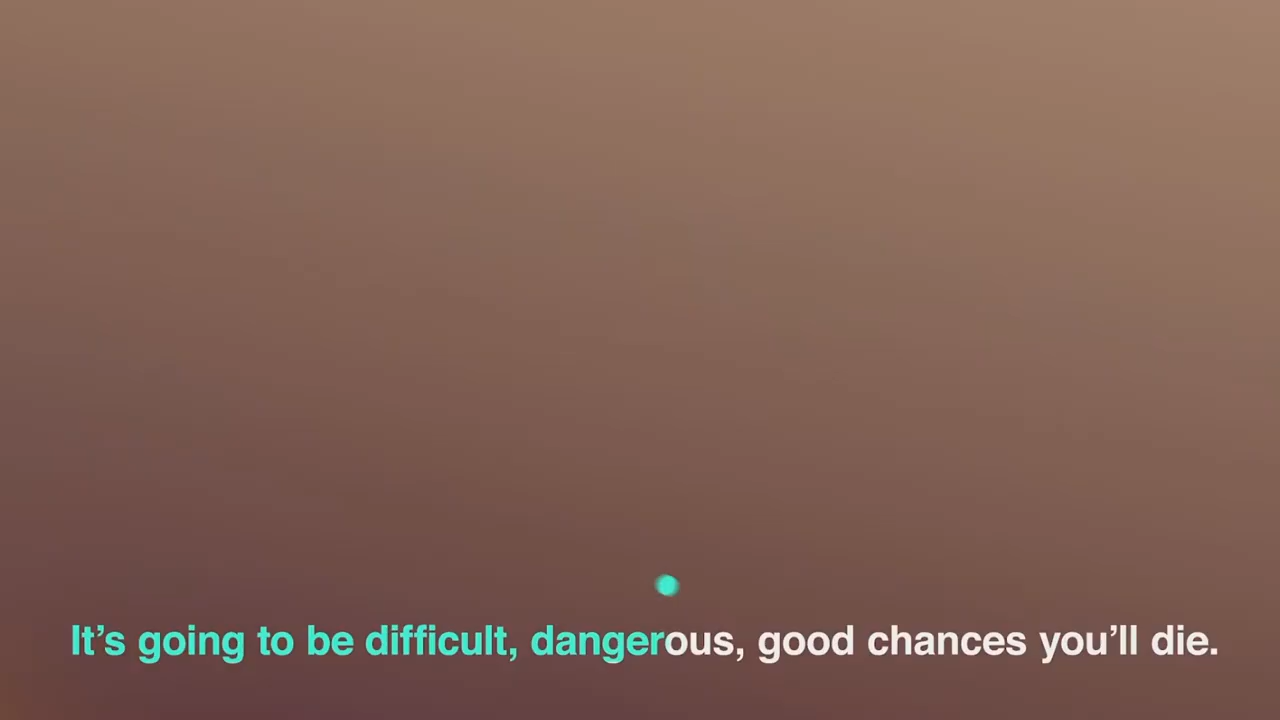 It’s going to be difficult, dangerous, good chances you’ll die.